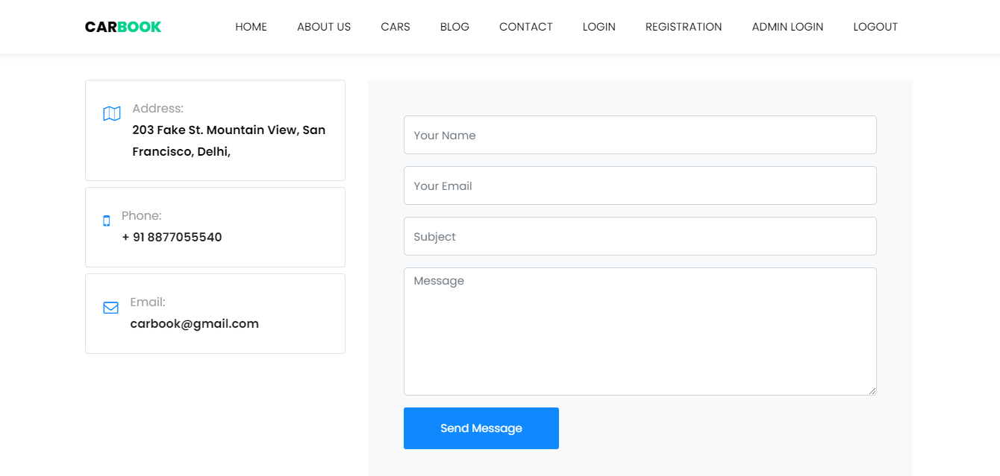 CARBOOK HOME ABOUT US CARS BLOG CONTACT LOGIN REGISTRATION ADMIN LOGIN LOGOUT
Address:
203 Fake St. Mountain View, San
Francisco, Delhi,
Phone:
+ 91 8877055540
Email:
carbook@gmail.com
Your Name
Your Email
Subject
Message
Send Message